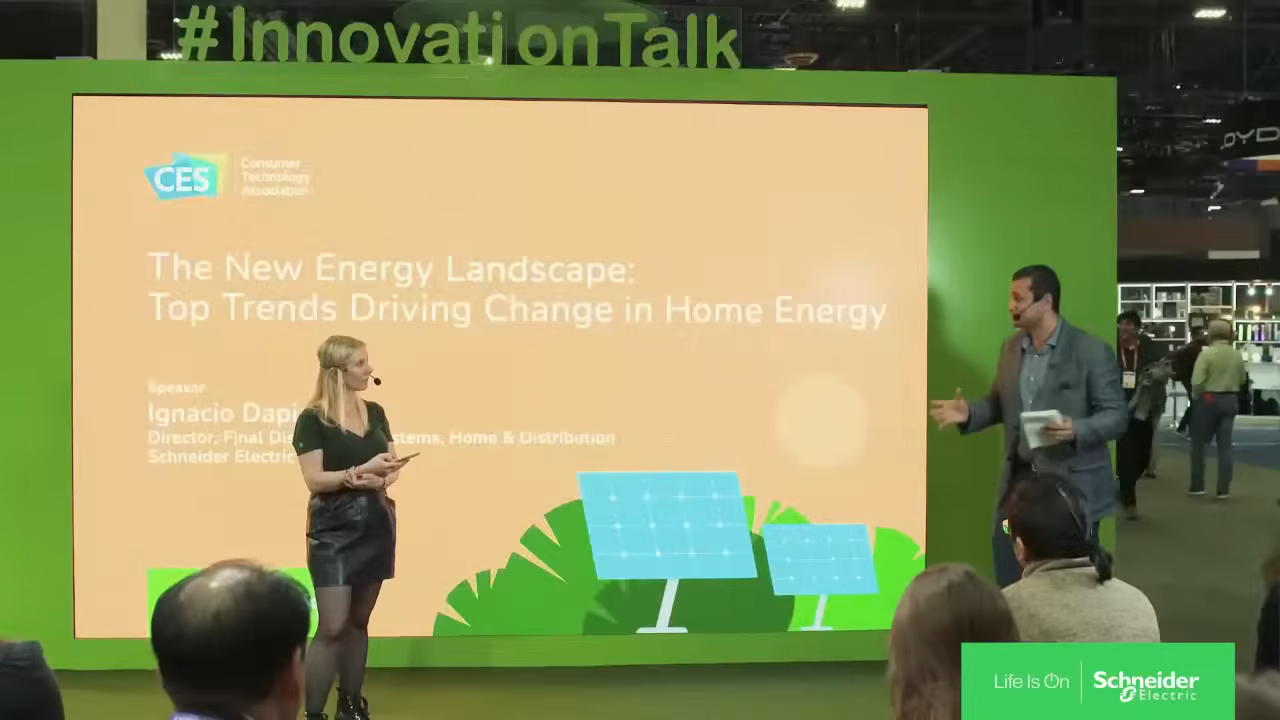 #InnovationTalk
CES
Consumer
Technology
Association
The New Energy Landscape:
Top Trends Driving Change in Home Energy
Speaker
Ignacio
Director, Final Home & Distribution
Schneider Electric
Life Is On
Schneider
Electric